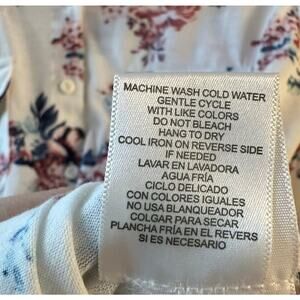 MACHINE WASH COLD WATER
GENTLE CYCLE
WITH LIKE COLORS
DO NOT BLEACH
HANG TO DRY
COOL IRON ON REVERSE SIDE
IF NEEDED
LAVAR EN LAVADORA
AGUA FRÍA
CICLO DELICADO
CON COLORES IGUALES
NO USA BLANQUEADOR
COLGAR PARA SECAR
PLANCHA FRÍA EN EL REVERS
SI ES NECESARIO